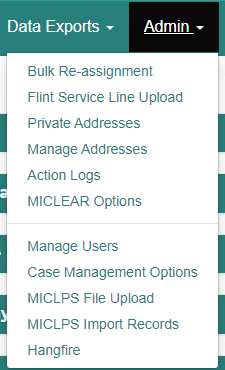 Data Exports
Admin
Bulk Re-assignment
Flint Service Line Upload
Private Addresses
Manage Addresses
Action Logs
MICLEAR Options
Manage Users
Case Management Options
MICLPS File Upload
MICLPS Import Records
Hangfire